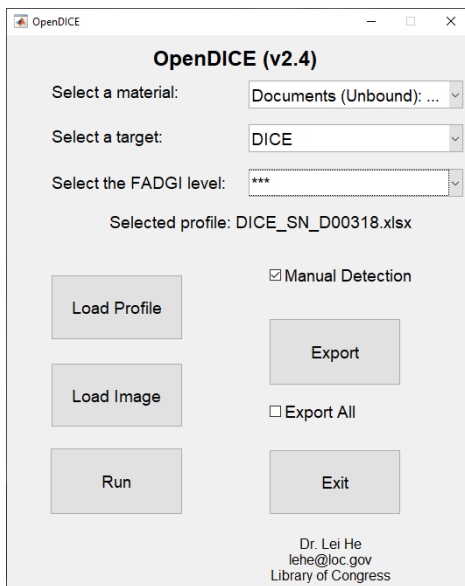 OpenDICE
OpenDICE (v2.4)
Select a material: Documents (Unbound): ...
Select a target: DICE
Select the FADGI level: ***
Selected profile: DICE_SN_D00318.xlsx
Manual Detection
Load Profile
Export
Load Image
Export All
Run
Exit
Dr. Lei He
lehe@loc.gov
Library of Congress